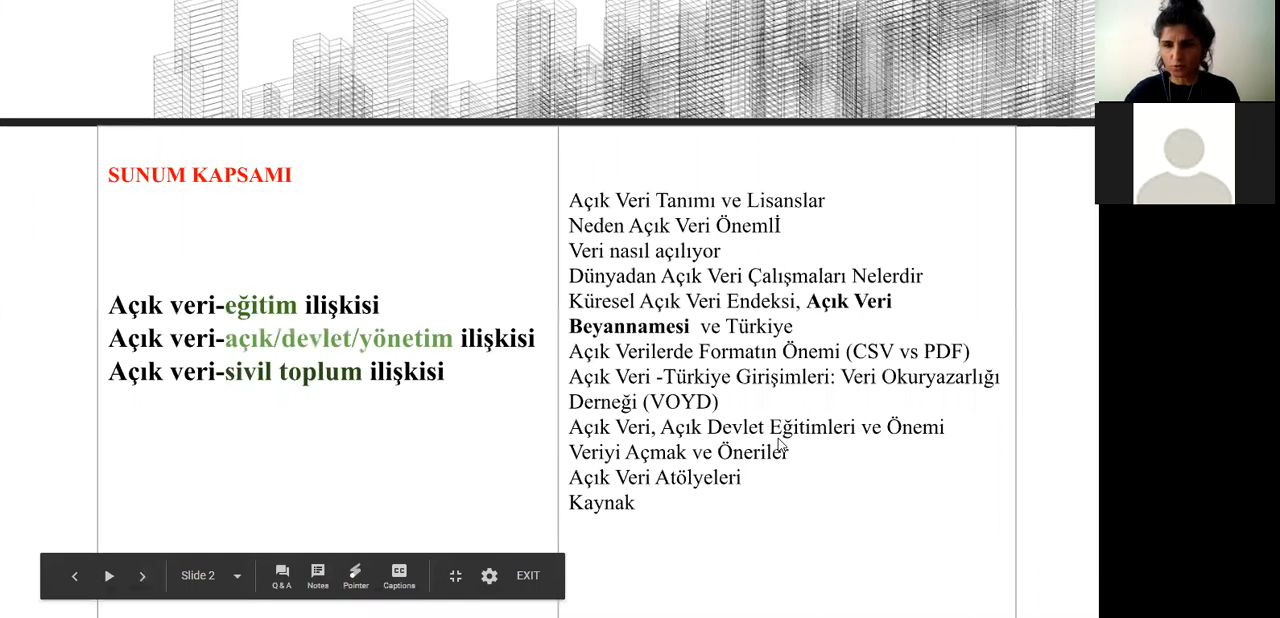 SUNUM KAPSAMI
Açık veri-eğitim ilişkisi
Açık veri-açık/devlet/yönetim ilişkisi
Açık veri-sivil toplum ilişkisi
Açık Veri Tanımı ve Lisanslar
Neden Açık Veri Önemlİ
Veri nasıl açılıyor
Dünyadan Açık Veri Çalışmaları Nelerdir
Küresel Açık Veri Endeksi, Açık Veri
Beyannamesi ve Türkiye
Açık Verilerde Formatın Önemi (CSV vs PDF)
Açık Veri -Türkiye Girişimleri: Veri Okuryazarlığı
Derneği (VOYD)
Açık Veri, Açık Devlet Eğitimleri ve Önemi
Veriyi Açmak ve Öneriler
Açık Veri Atölyeleri
Kaynak
Slide 2
Q & A
Notes
Pointer
CC
Captions
EXIT